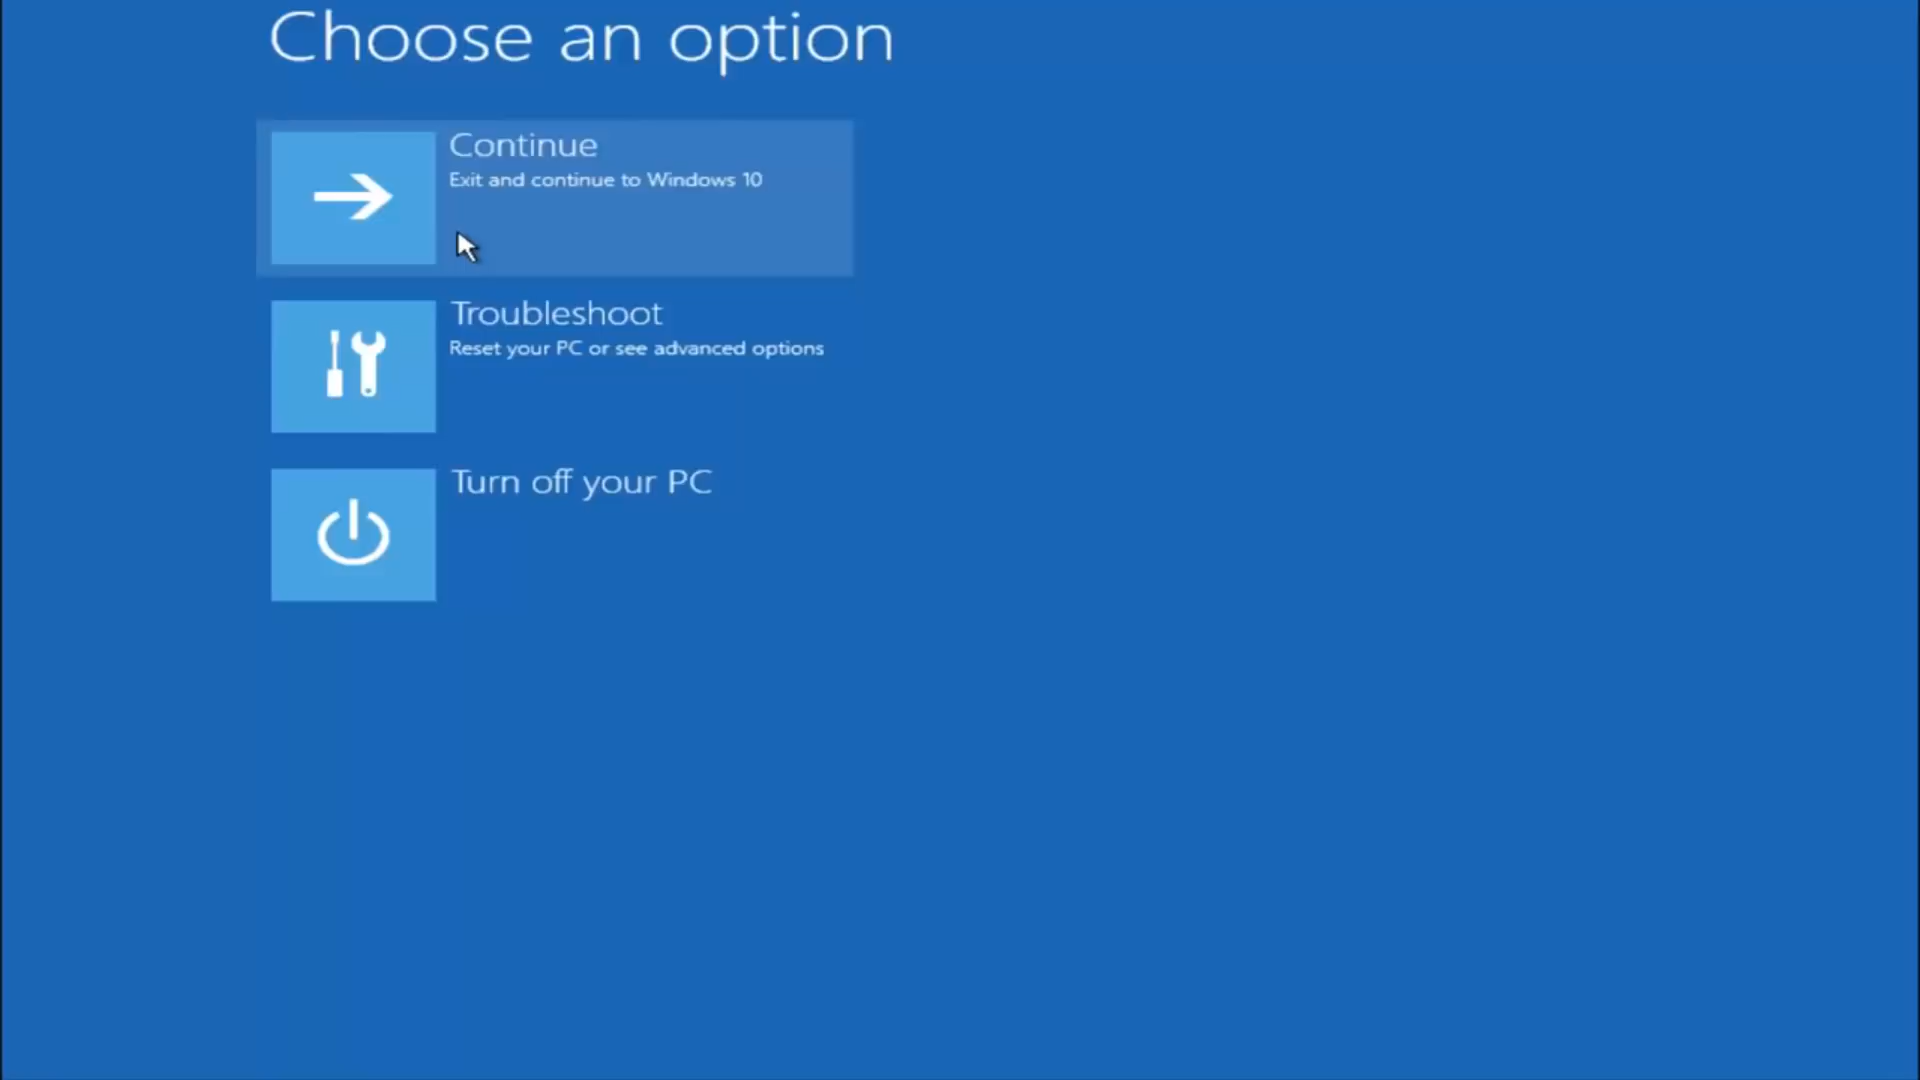 Choose an option
Continue
Exit and continue to Windows 10
Troubleshoot
Reset your PC or see advanced options
Turn off your PC